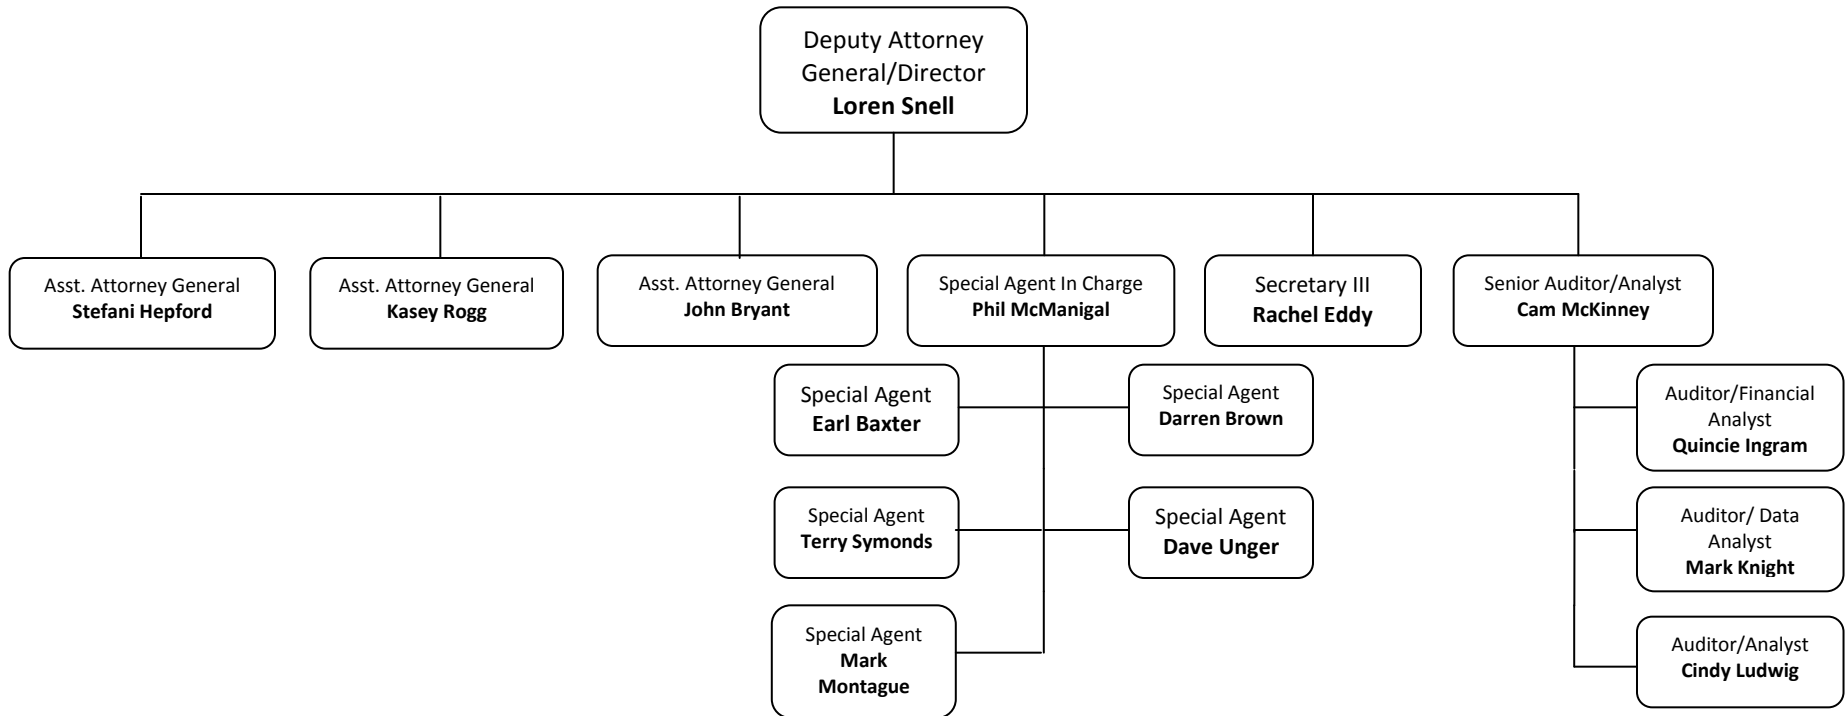 Deputy Attorney
General/Director
Loren Snell
Asst. Attorney General
Stefani Hepford
Asst. Attorney General
Kasey Rogg
Asst. Attorney General
John Bryant
Special Agent In Charge
Phil McManigal
Secretary III
Rachel Eddy
Senior Auditor/Analyst
Cam McKinney
Special Agent
Earl Baxter
Special Agent
Darren Brown
Auditor/Financial
Analyst
Quincie Ingram
Special Agent
Terry Symonds
Special Agent
Dave Unger
Auditor/ Data
Analyst
Mark Knight
Special Agent
Mark
Montague
Auditor/Analyst
Cindy Ludwig